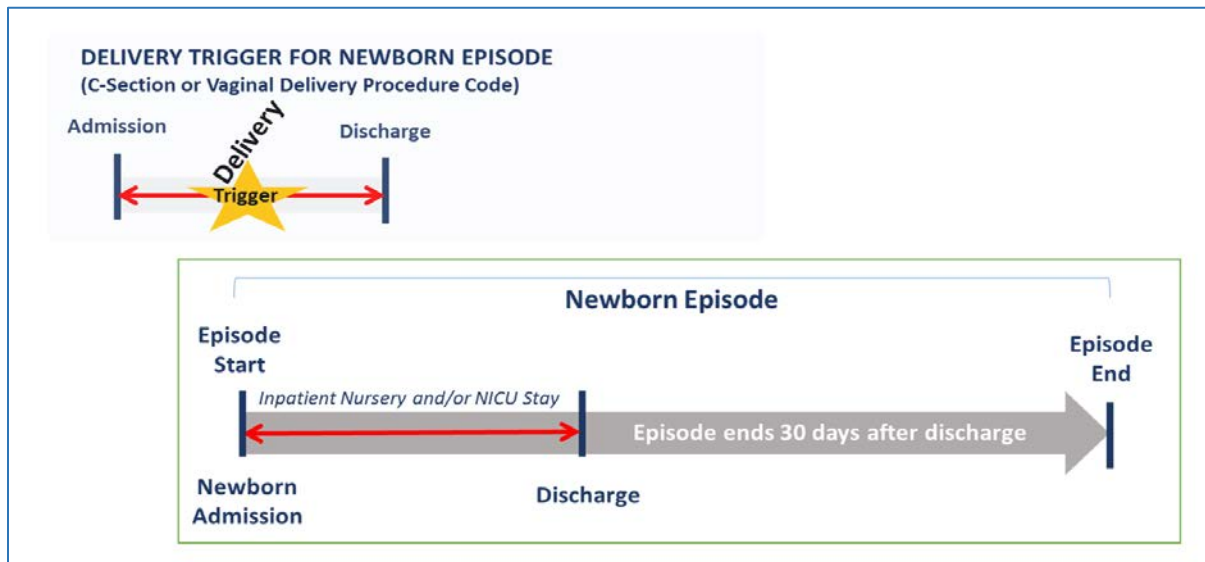 DELIVERY TRIGGER FOR NEWBORN EPISODE
(C-Section or Vaginal Delivery Procedure Code)
Admission
Delivery
Discharge
Trigger
Newborn Episode
Episode
Start
Episode
End
Inpatient Nursery and/or NICU Stay
Episode ends 30 days after discharge
Newborn
Admission
Discharge